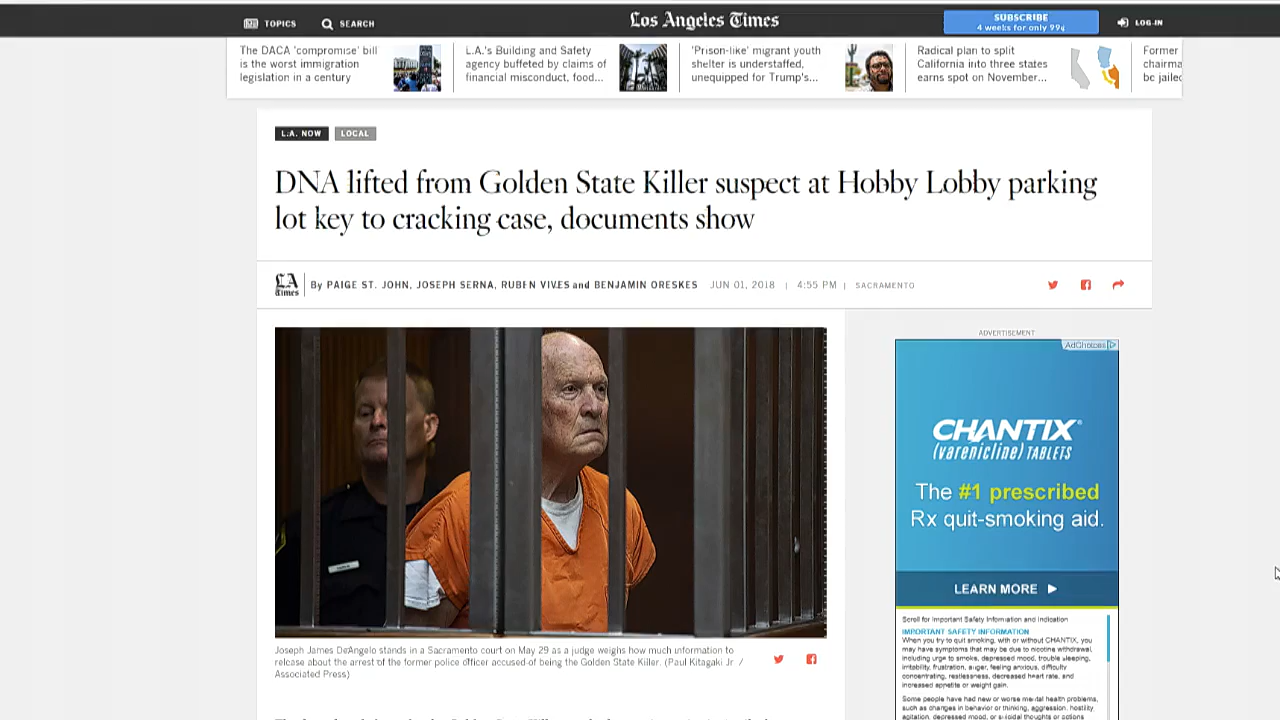 TOPICS
SEARCH
Los Angeles Times
SUBSCRIBE
4 weeks for only 99¢
LOG IN
The DACA 'compromise' bill
is the worst immigration
legislation in a century
L.A.'s Building and Safety
agency buffeted by claims of
financial misconduct, food...
'Prison-like' migrant youth
shelter is understaffed,
unequipped for Trump's...
Radical plan to split
California into three states
earns spot on November...
Former
chairma
bc jailed
L.A. NOW
LOCAL
DNA lifted from Golden State Killer suspect at Hobby Lobby parking
lot key to cracking case, documents show
LA
Times
By PAIGE ST. JOHN, JOSEPH SERNA, RUBEN VIVES and BENJAMIN ORESKES
JUN 01, 2018 | 4:55 PM | SACRAMENTO
Joseph James DeAngelo stands in a Sacramento court on May 29 as a judge weighs how much information to
release about the arrest of the former police officer accused of being the Golden State Killer. (Paul Kitagaki Jr /
Associated Press)
ADVERTISEMENT
AdChoices
CHANTIX®
(varenicline) TABLETS
The #1 prescribed
Rx quit-smoking aid.
LEARN MORE
Scroll for Important Safety Information and Indication
IMPORTANT SAFETY INFORMATION
When you try to quit smoking, with or without CHANTIX, you
may have symptoms that may be due to nicotine withdrawal,
including urge to smoke, depressed mood, trouble sleeping,
irritability, frustration, anger, feeling anxious, difficulty
concentrating, restlessness, decreased heart rate, and
increased appetite or weight gain.
Some people have had new or worse mental health problems,
such as changes in behavior or thinking, aggression, hostility,
agitation, depressed mood, or suicidal thoughts or actions